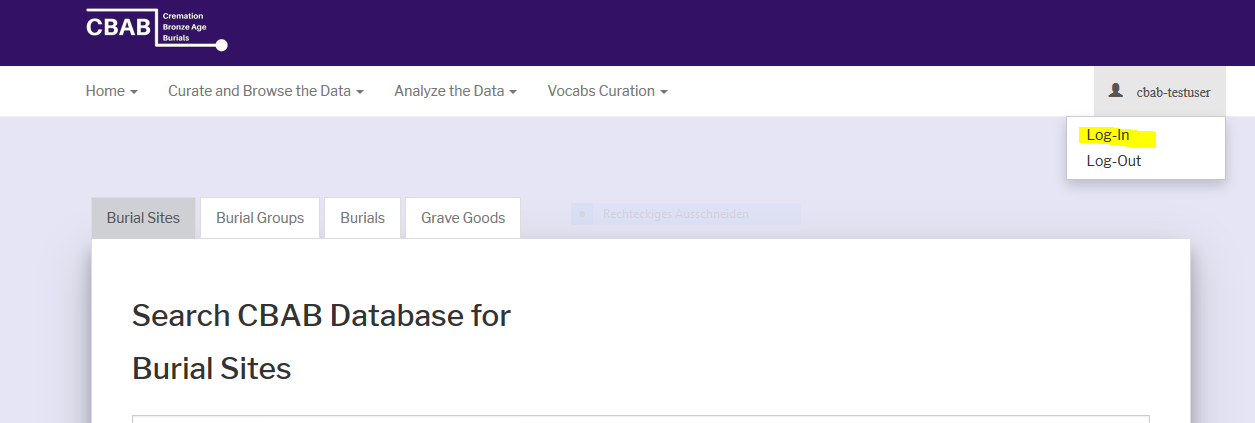 CBAB
Cremation
Bronze Age
Burials
Home
Curate and Browse the Data
Analyze the Data
Vocabs Curation
cbab-testuser
Log-In
Log-Out
Burial Sites
Burial Groups
Burials
Grave Goods
Rechteckiges Ausschneiden
Search CBAB Database for
Burial Sites